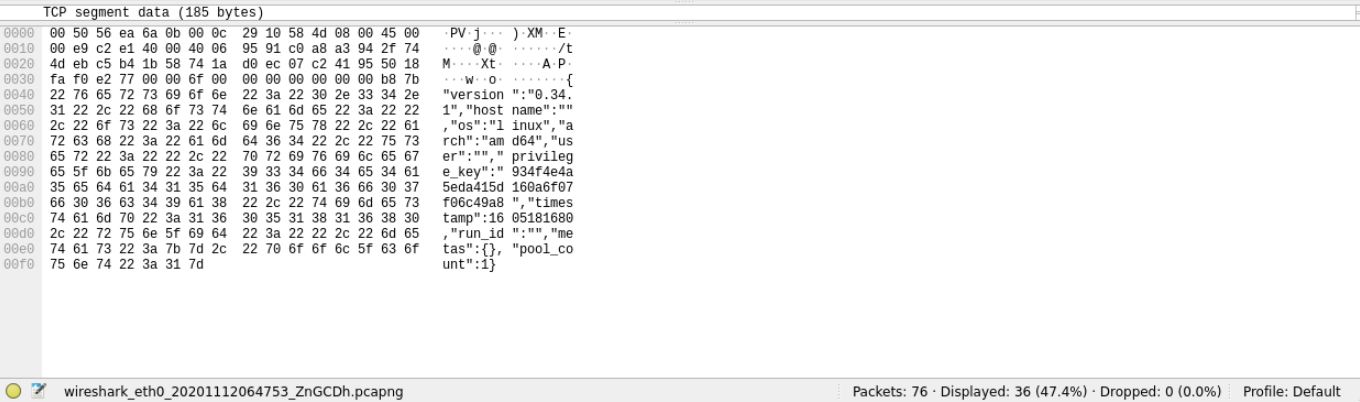 TCP segment data (185 bytes)
0000  00 50 56 ea 6a 0b 00 0c  29 10 58 4d 08 00 45 00  ·PV·j··· )·XM··E·
0010  00 e9 c2 e1 40 00 40 06  95 91 c0 a8 a3 94 2f 74  ····@·@· ······/t
0020  4d eb c5 b4 1b 58 74 1a  d0 ec 07 c2 41 95 50 18  M····Xt· ····A·P·
0030  fa f0 e2 77 00 00 6f 00  00 00 00 00 00 00 b8 7b  ···w··o· ·······{
0040  22 76 65 72 73 69 6f 6e  22 3a 22 30 2e 33 34 2e  "version ":"0.34.
0050  31 22 2c 22 68 6f 73 74  6e 61 6d 65 22 3a 22 22  1","host name":""
0060  2c 22 6f 73 22 3a 22 6c  69 6e 75 78 22 2c 22 61  ,"os":"l inux","a
0070  72 63 68 22 3a 22 61 6d  64 36 34 22 2c 22 75 73  rch":"am d64","us
0080  65 72 22 3a 22 22 2c 22  70 72 69 76 69 6c 65 67  er":""," privileg
0090  65 5f 6b 65 79 22 3a 22  39 33 34 66 34 65 34 61  e_key":" 934f4e4a
00a0  35 65 64 61 34 31 35 64  31 36 30 61 36 66 30 37  5eda415d 160a6f07
00b0  66 30 36 63 34 39 61 38  22 2c 22 74 69 6d 65 73  f06c49a8 ","times
00c0  74 61 6d 70 22 3a 31 36  30 35 31 38 31 36 38 30  tamp":16 05181680
00d0  2c 22 72 75 6e 5f 69 64  22 3a 22 22 2c 22 6d 65  ,"run_id ":"","me
00e0  74 61 73 22 3a 7b 7d 2c  22 70 6f 6f 6c 5f 63 6f  tas":{}, "pool_co
00f0  75 6e 74 22 3a 31 7d  unt":1}
wireshark_eth0_20201112064753_ZnGCDh.pcapng  Packets: 76 · Displayed: 36 (47.4%) · Dropped: 0 (0.0%)  Profile: Default